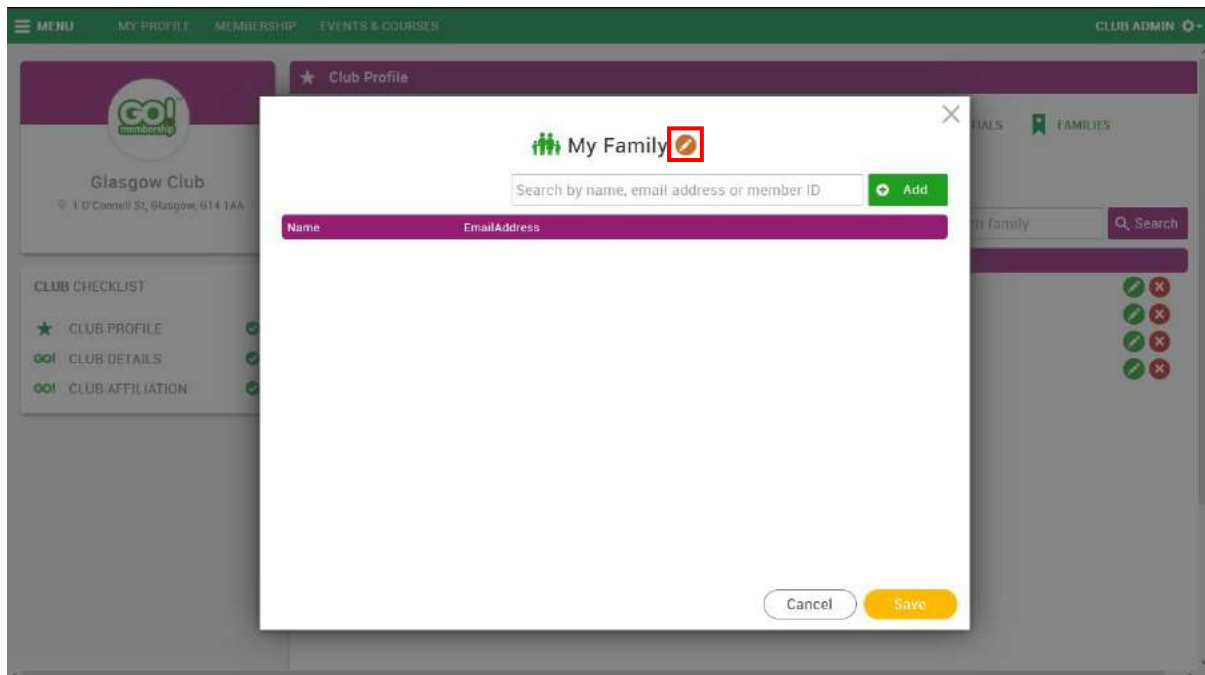 MENU MY PROFILE MEMBERSHIP EVENTS & COURSES CLUB ADMIN
Club Profile
GO!
membership
FAMILIES
My Family
Glasgow Club
Search by name, email address or member ID
Add
1 O'Connell St, Glasgow, G14 1AA
Name EmailAddress
family
Search
CLUB CHECKLIST
CLUB PROFILE
GO! CLUB DETAILS
GO! CLUB AFFILIATION
Cancel
Save